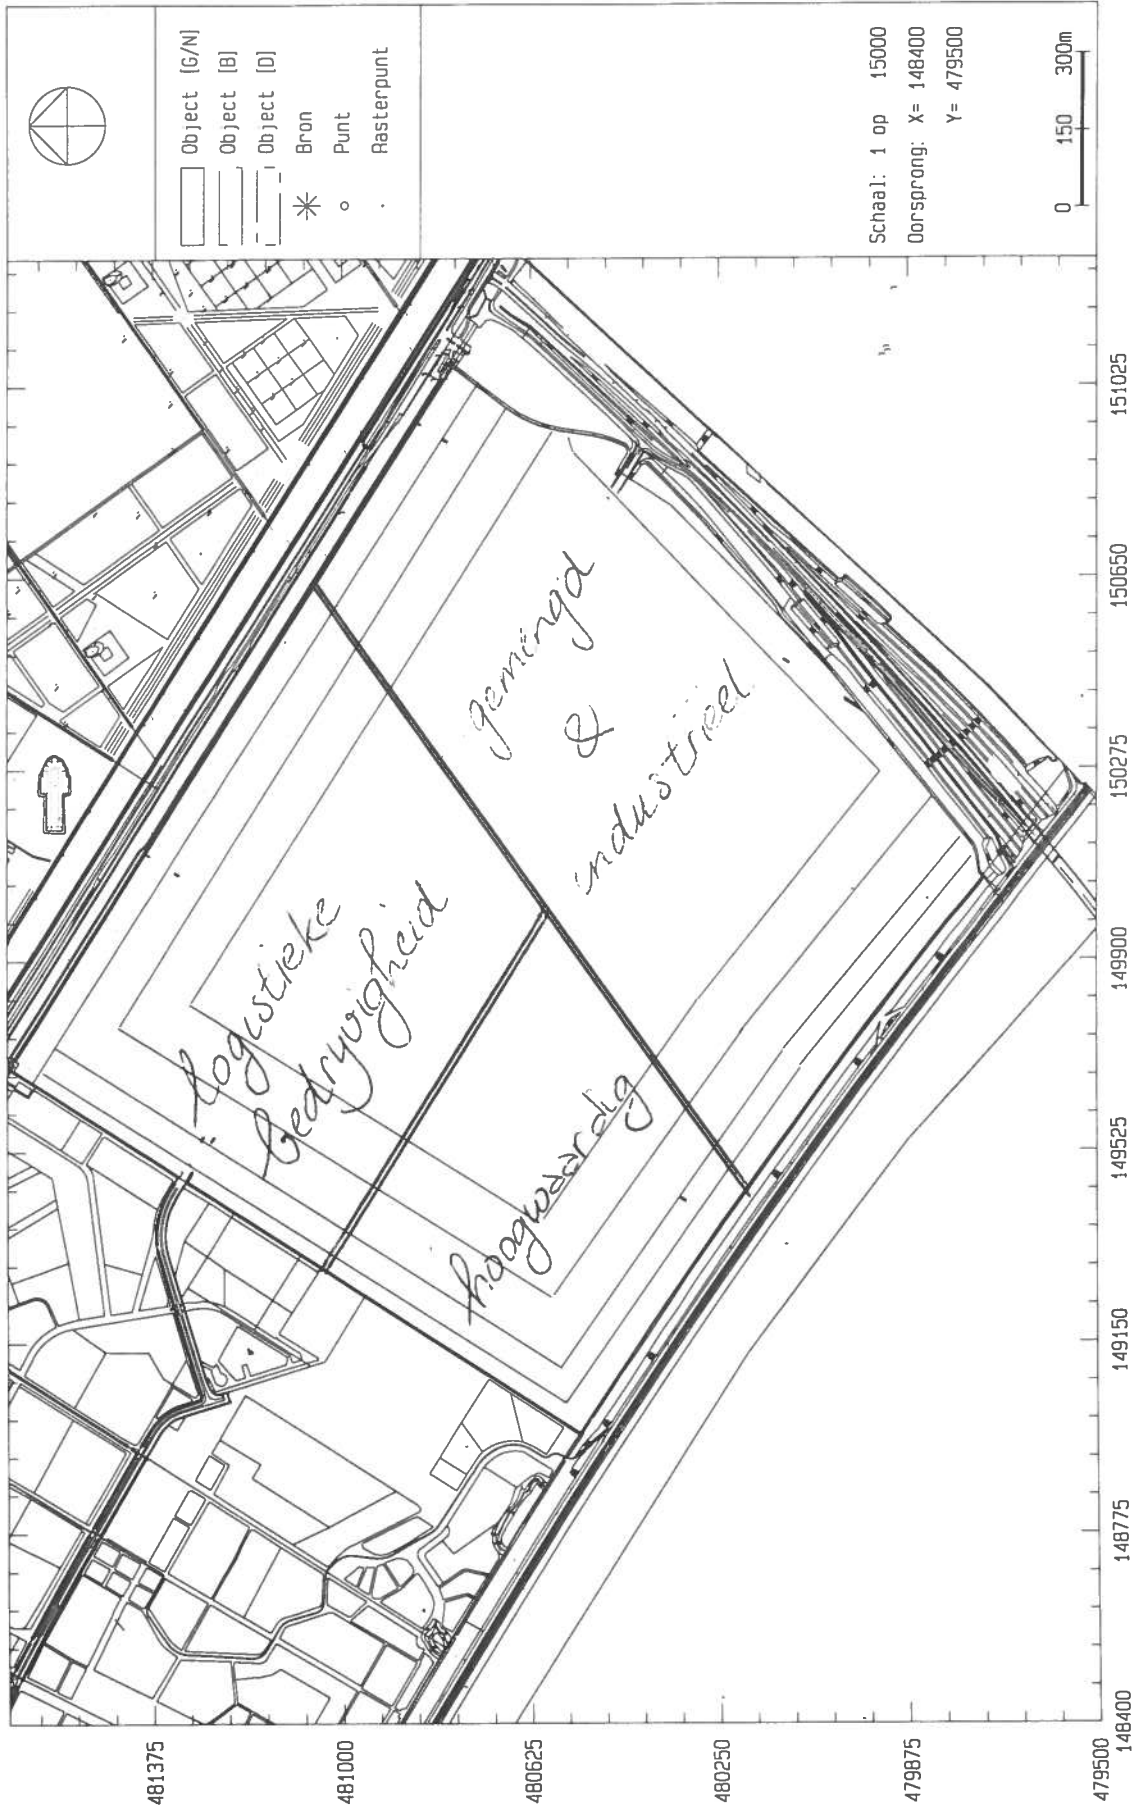 Object [G/N]
Object [B]
Object [D]
Bron
Punt
Rasterpunt
Schaal: 1 op 15000
Oorsprong: X= 148400
Y= 479500
0 150 300m
logistieke
bedryvigheid
gemengd
&
industrieel
hoogwaardig
481375
481000
480625
480250
479875
479500
148400
148775
149150
149525
149900
150275
150650
151025